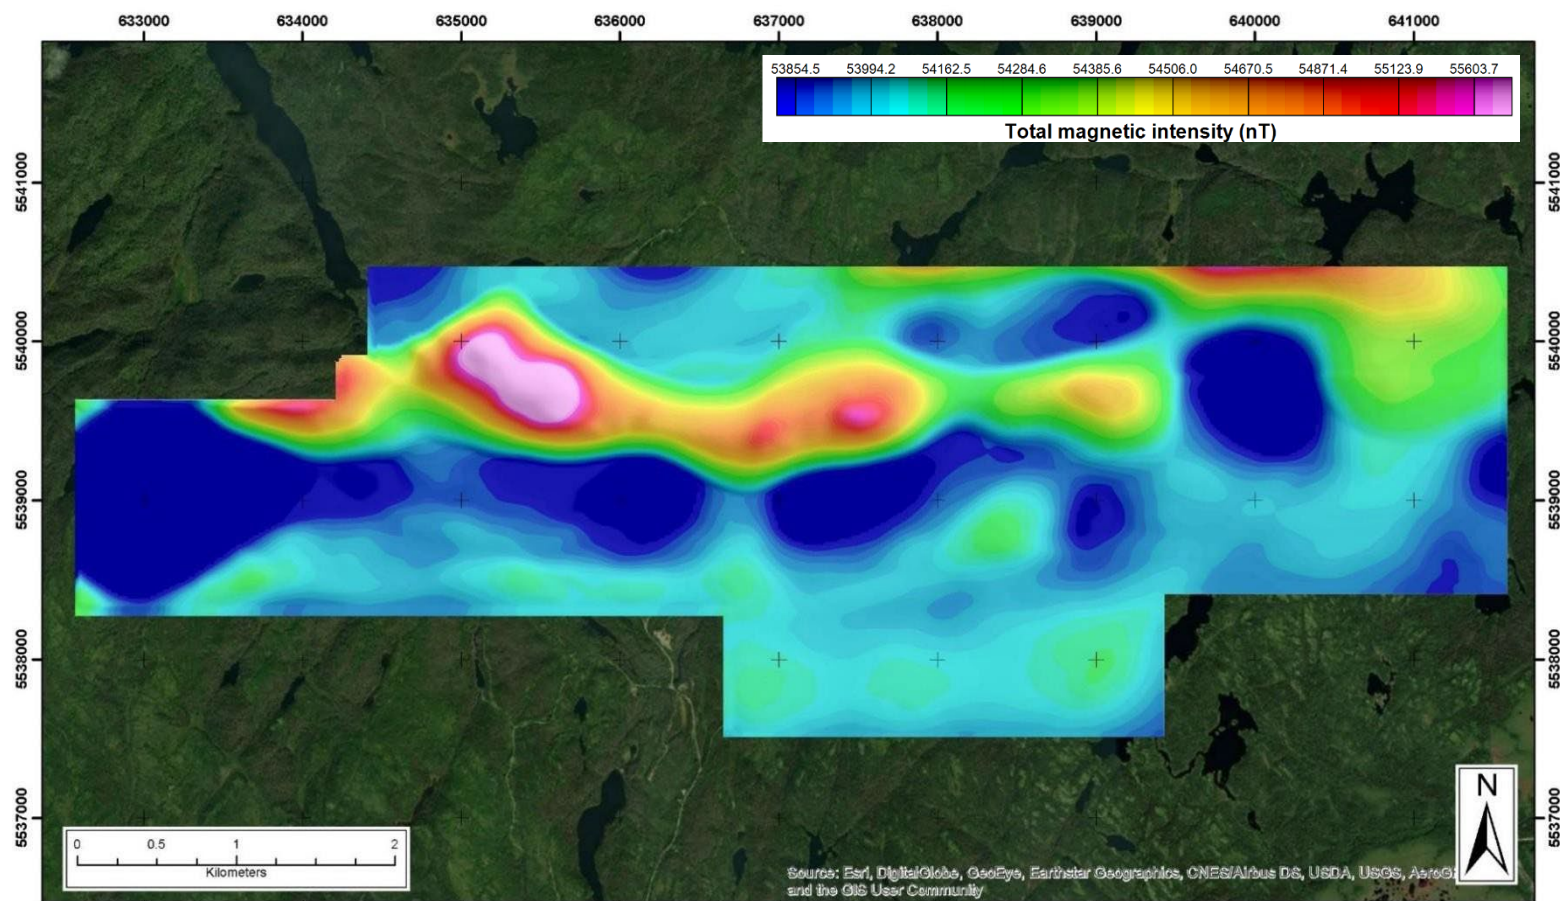 633000 634000 635000 636000 637000 638000 639000 640000 641000
53854.5 53994.2 54162.5 54284.6 54385.6 54506.0 54670.5 54871.4 55123.9 55603.7
Total magnetic intensity (nT)
5541000 5541000
5540000 5540000
5539000 5539000
5538000 5538000
5537000 5537000
N
0 0.5 1 2
Kilometers
Source: Esri, DigitalGlobe, GeoEye, Earthstar Geographics, CNES/Airbus DS, USDA, USGS, AeroG
and the GIS User Community